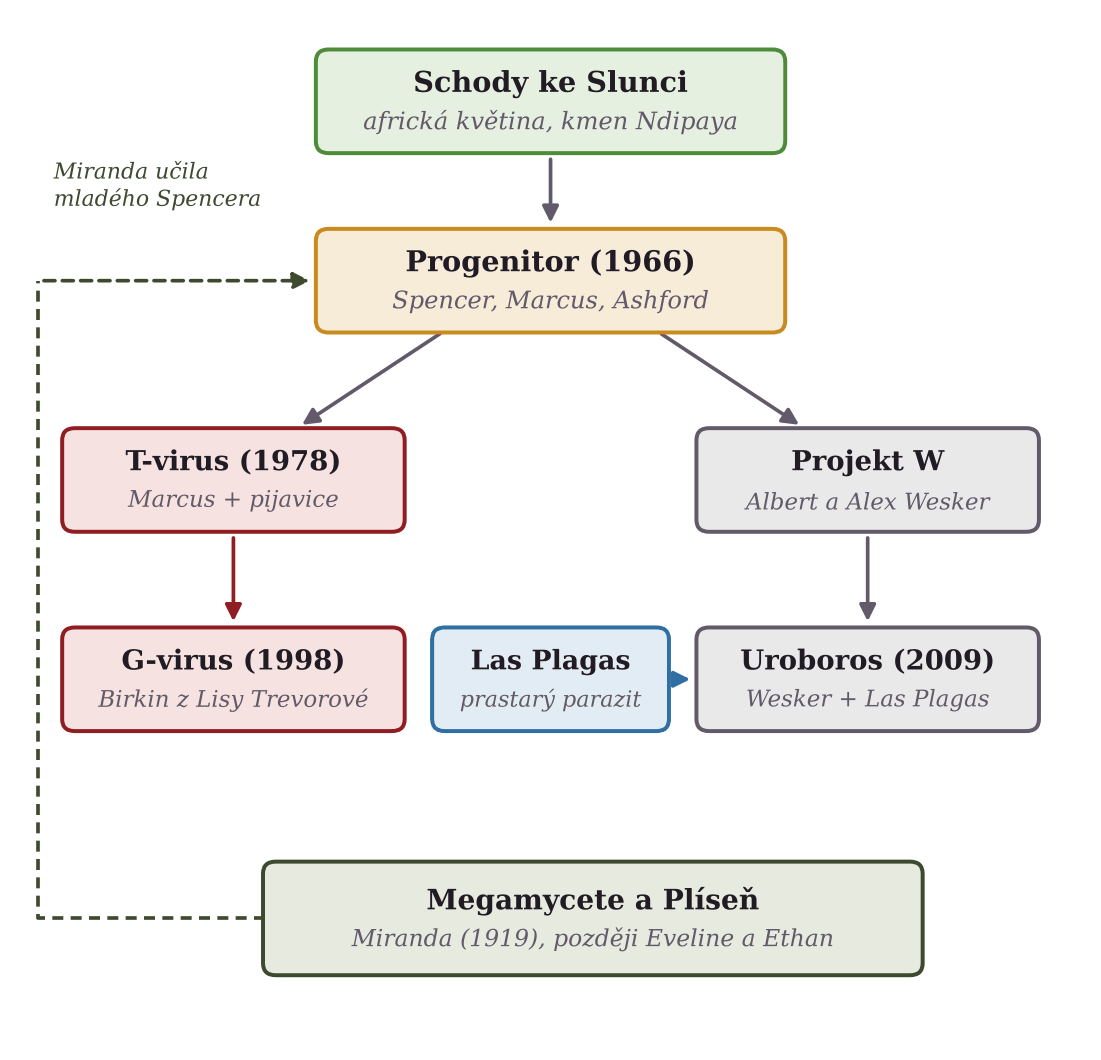 Schody ke Slunci
africká květina, kmen Ndipaya
Miranda učila
mladého Spencera
Progenitor (1966)
Spencer, Marcus, Ashford
T-virus (1978)
Marcus + pijavice
Projekt W
Albert a Alex Wesker
G-virus (1998)
Birkin z Lisy Trevorové
Las Plagas
prastarý parazit
Uroboros (2009)
Wesker + Las Plagas
Megamycete a Plíseň
Miranda (1919), později Eveline a Ethan